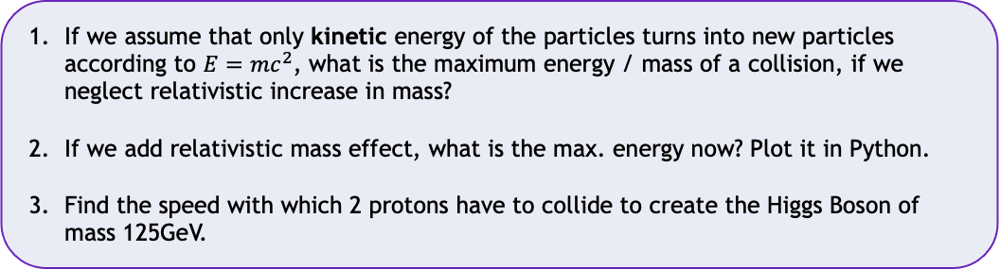 1. If we assume that only kinetic energy of the particles turns into new particles
according to E = mc², what is the maximum energy / mass of a collision, if we
neglect relativistic increase in mass?
2. If we add relativistic mass effect, what is the max. energy now? Plot it in Python.
3. Find the speed with which 2 protons have to collide to create the Higgs Boson of
mass 125GeV.